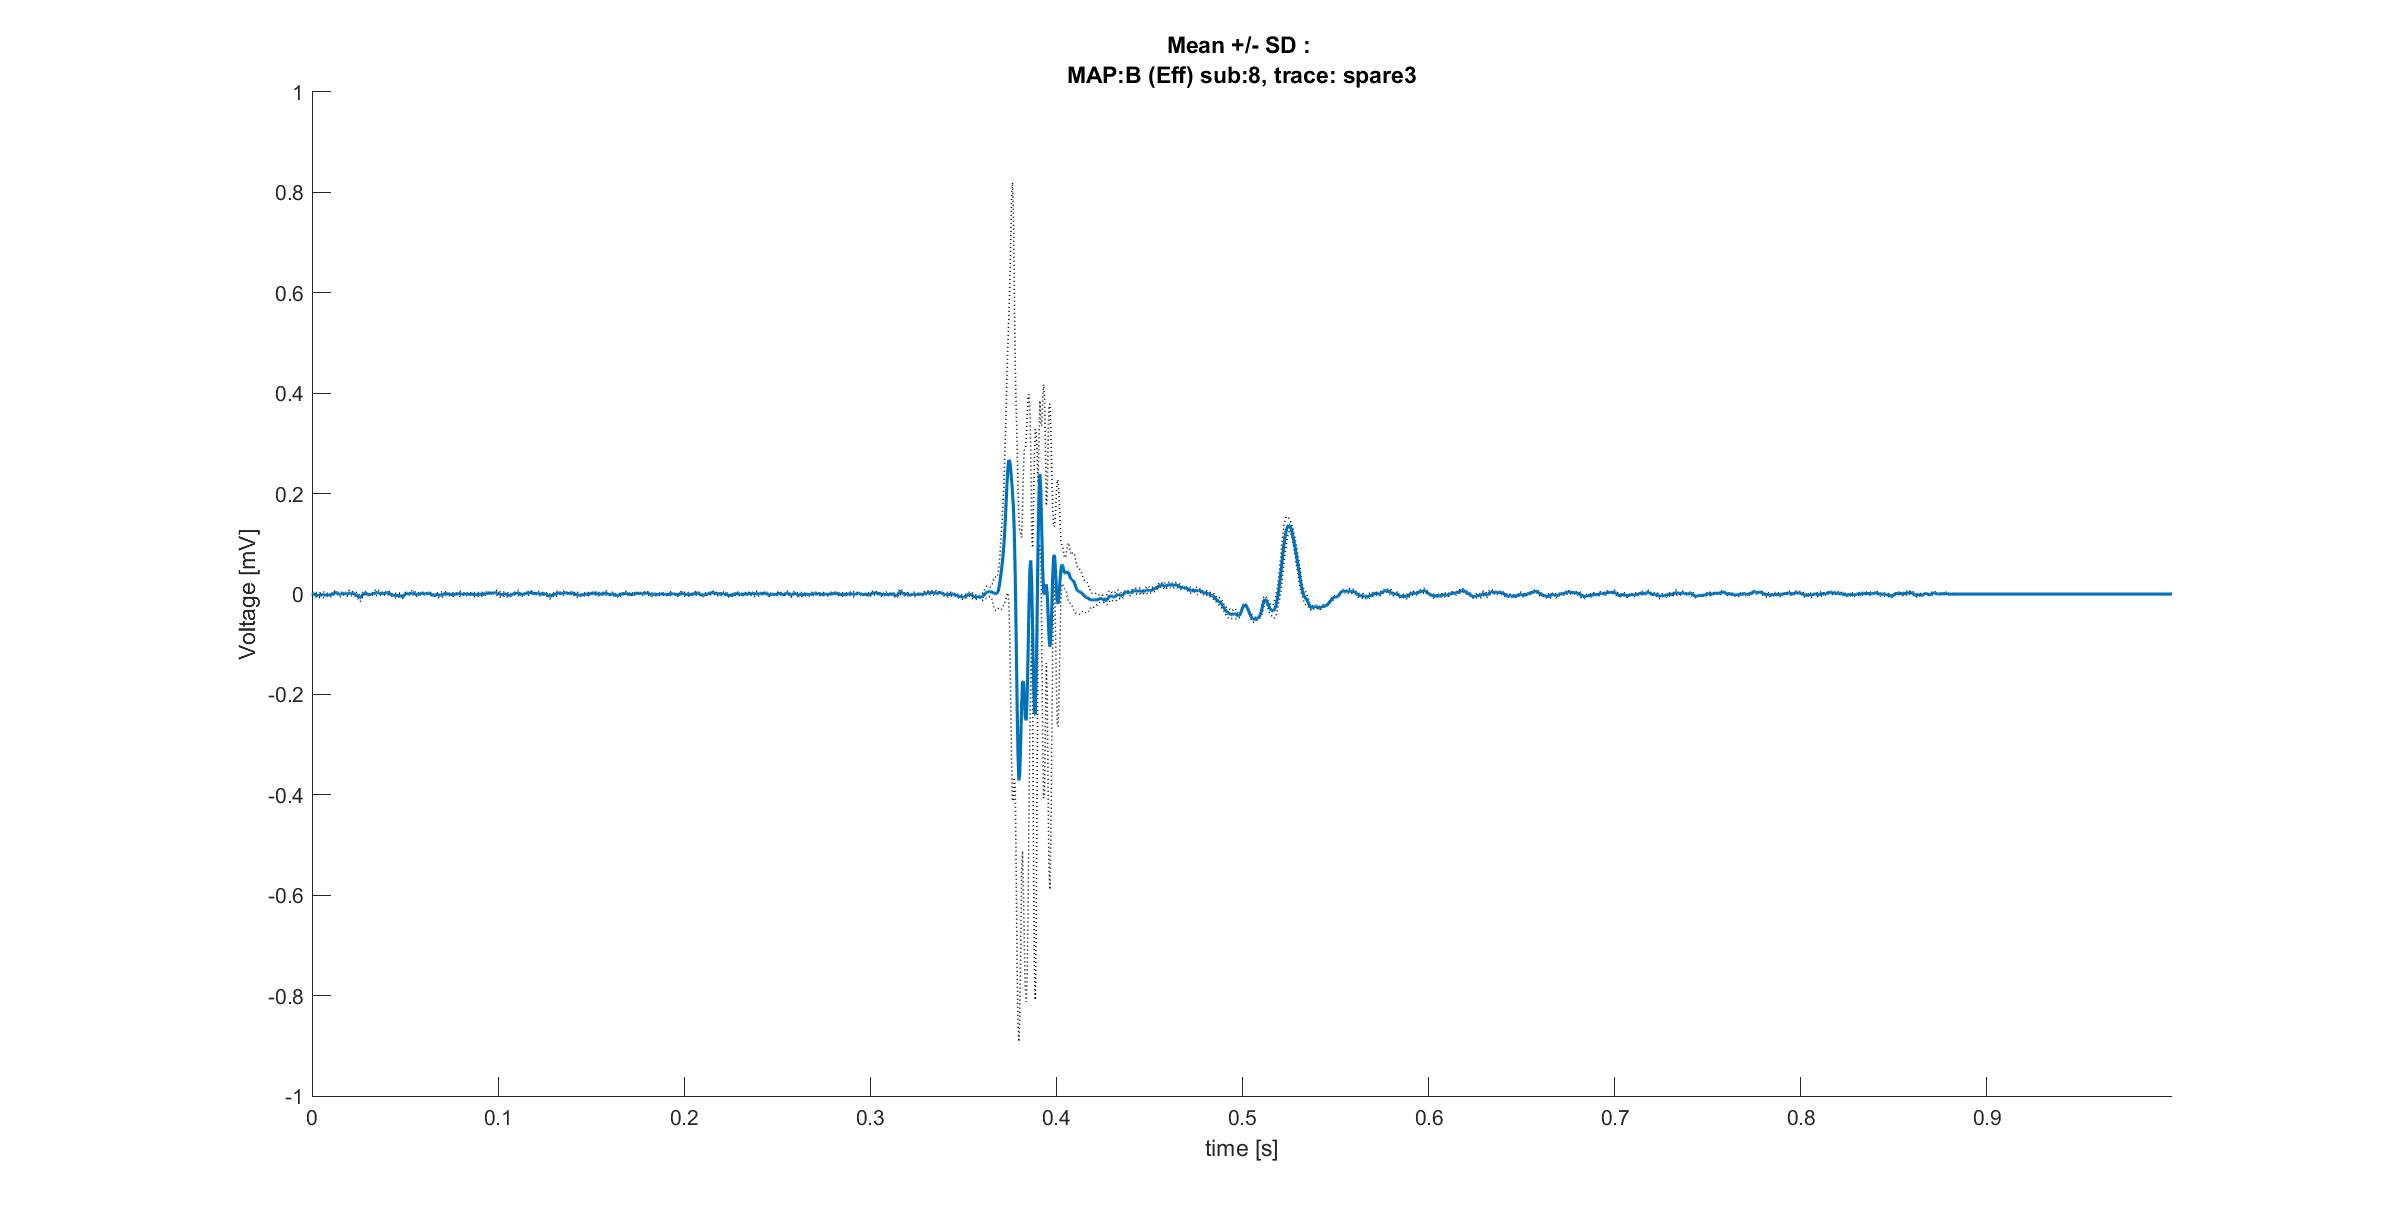 Mean +/- SD :
MAP:B (Eff) sub:8, trace: spare3
1
0.8
0.6
0.4
0.2
0
-0.2
-0.4
-0.6
-0.8
-1
Voltage [mV]
0 0.1 0.2 0.3 0.4 0.5 0.6 0.7 0.8 0.9
time [s]